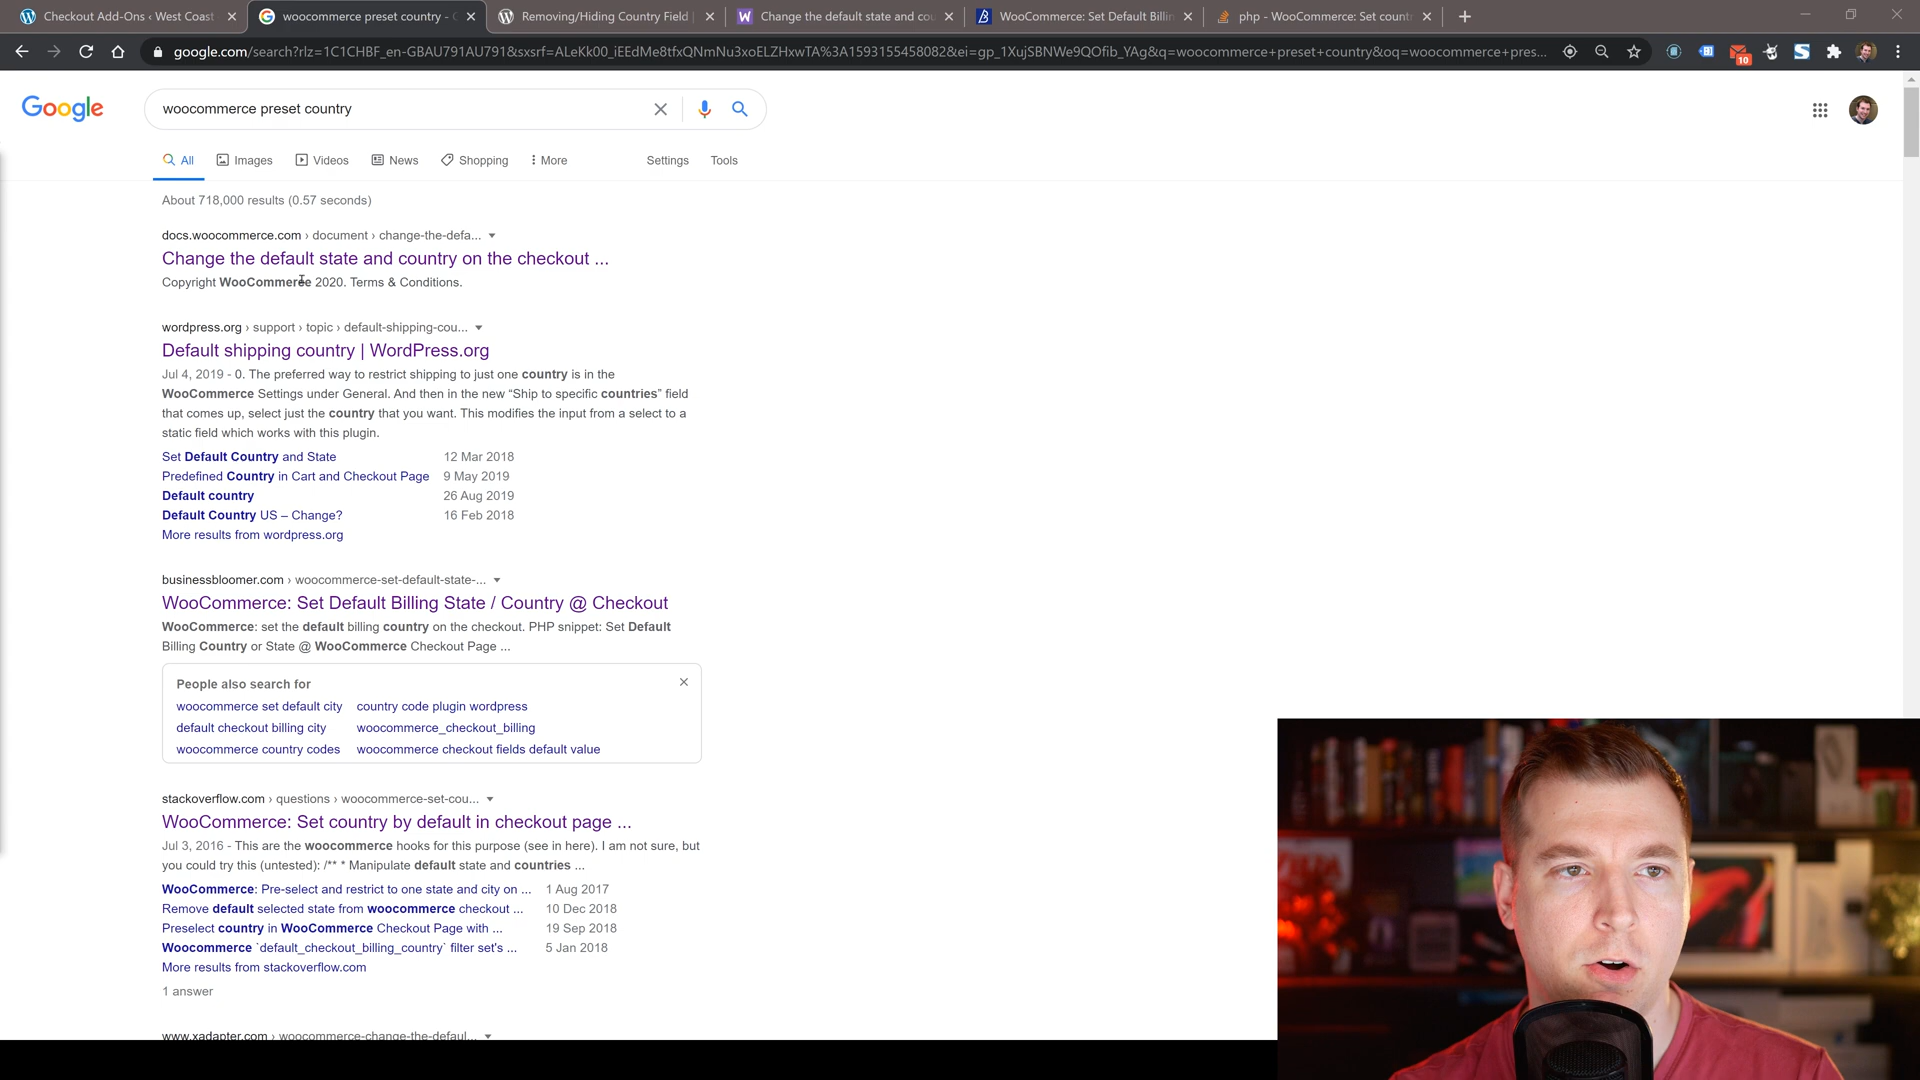 Checkout Add-Ons ‹ West Coast
woocommerce preset country -
Removing/Hiding Country Field
Change the default state and cou
WooCommerce: Set Default Billin
php - WooCommerce: Set countr
google.com/search?rlz=1C1CHBF_en-GBAU791AU791&sxsrf=ALeKk00_iEEdMe8tfxQNmNu3xoELZHxwTA%3A1593155458082&ei=gp_1XujSBNWe9QOfib_YAg&q=woocommerce+preset+country&oq=woocommerce+pres...
10
Google
woocommerce preset country
All
Images
Videos
News
Shopping
More
Settings
Tools
About 718,000 results (0.57 seconds)
docs.woocommerce.com › document › change-the-defa...
Change the default state and country on the checkout ...
Copyright WooCommerce 2020. Terms & Conditions.
wordpress.org › support › topic › default-shipping-cou...
Default shipping country | WordPress.org
Jul 4, 2019 - 0. The preferred way to restrict shipping to just one country is in the
WooCommerce Settings under General. And then in the new “Ship to specific countries” field
that comes up, select just the country that you want. This modifies the input from a select to a
static field which works with this plugin.
Set Default Country and State 12 Mar 2018
Predefined Country in Cart and Checkout Page 9 May 2019
Default country 26 Aug 2019
Default Country US – Change? 16 Feb 2018
More results from wordpress.org
businessbloomer.com › woocommerce-set-default-state-...
WooCommerce: Set Default Billing State / Country @ Checkout
WooCommerce: set the default billing country on the checkout. PHP snippet: Set Default
Billing Country or State @ WooCommerce Checkout Page ...
People also search for
woocommerce set default city country code plugin wordpress
default checkout billing city woocommerce_checkout_billing
woocommerce country codes woocommerce checkout fields default value
stackoverflow.com › questions › woocommerce-set-cou...
WooCommerce: Set country by default in checkout page ...
Jul 3, 2016 - This are the woocommerce hooks for this purpose (see in here). I am not sure, but
you could try this (untested): /** * Manipulate default state and countries ...
WooCommerce: Pre-select and restrict to one state and city on ... 1 Aug 2017
Remove default selected state from woocommerce checkout ... 10 Dec 2018
Preselect country in WooCommerce Checkout Page with ... 19 Sep 2018
Woocommerce `default_checkout_billing_country` filter set's ... 5 Jan 2018
More results from stackoverflow.com
1 answer
www.xadapter.com › woocommerce-change-the-defaul...